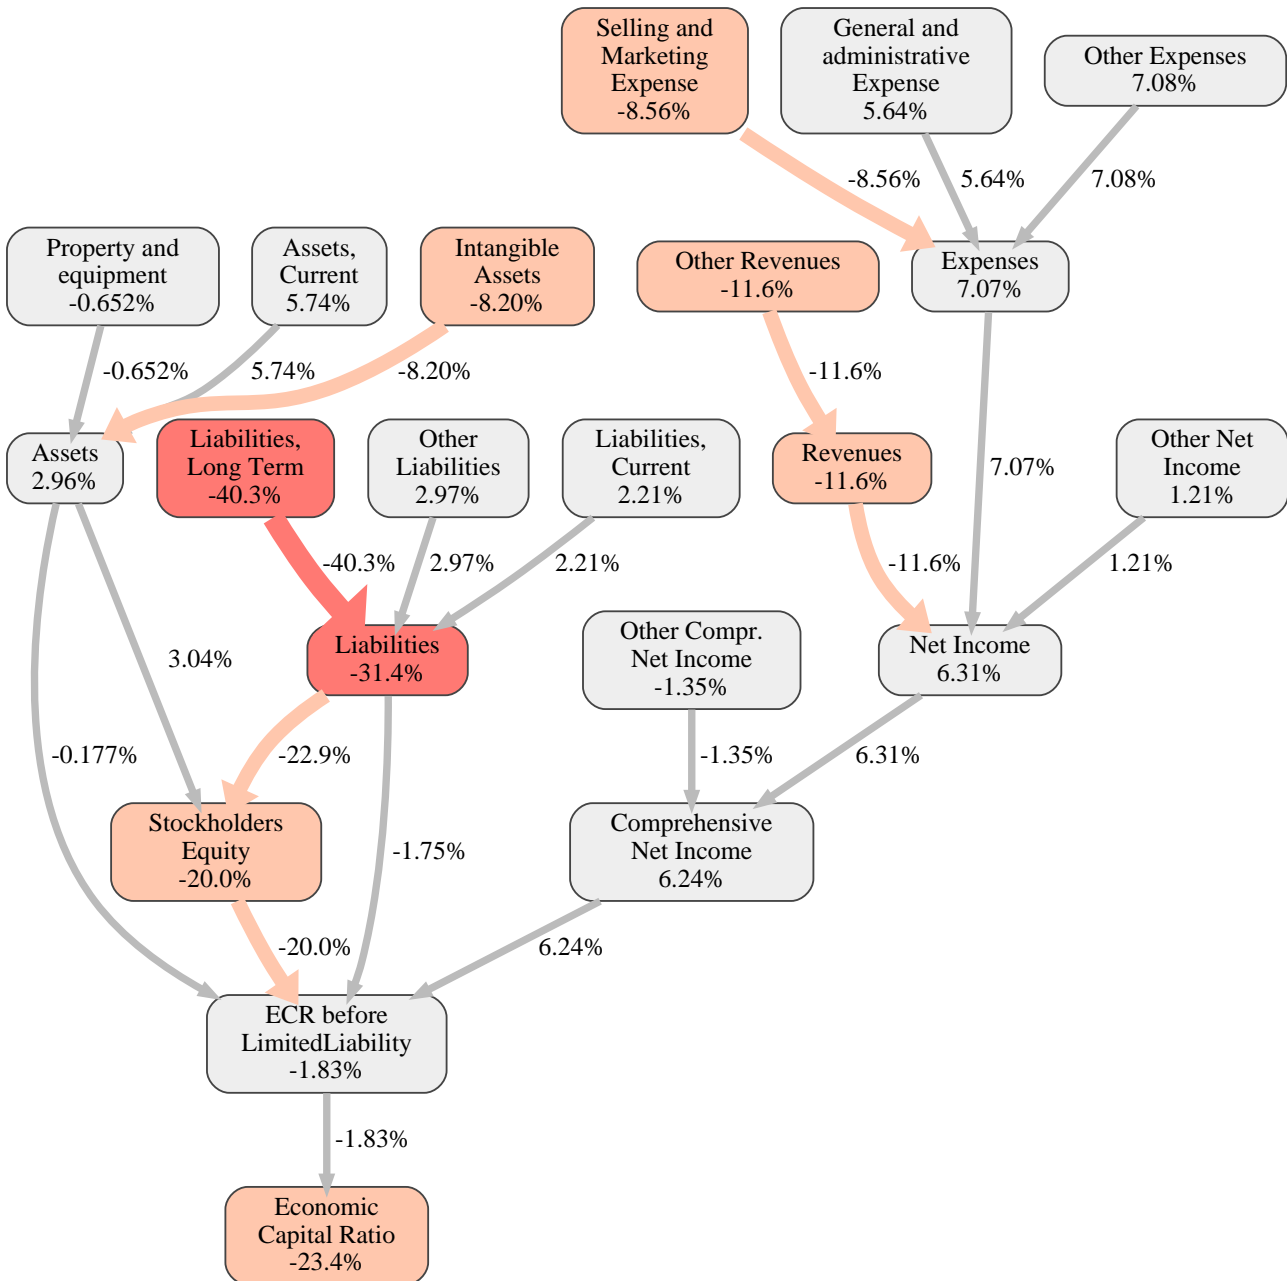 Selling and
Marketing
Expense
-8.56%
General and
administrative
Expense
5.64%
Other Expenses
7.08%
-8.56%
5.64%
7.08%
Property and
equipment
-0.652%
Assets,
Current
5.74%
Intangible
Assets
-8.20%
Other Revenues
-11.6%
Expenses
7.07%
-0.652%
5.74%
-8.20%
-11.6%
7.07%
Assets
2.96%
Liabilities,
Long Term
-40.3%
Other
Liabilities
2.97%
Liabilities,
Current
2.21%
Revenues
-11.6%
Other Net
Income
1.21%
-40.3%
2.97%
2.21%
-11.6%
1.21%
3.04%
Liabilities
-31.4%
Other Compr.
Net Income
-1.35%
Net Income
6.31%
-0.177%
-22.9%
-1.35%
6.31%
Stockholders
Equity
-20.0%
-1.75%
Comprehensive
Net Income
6.24%
-20.0%
6.24%
ECR before
LimitedLiability
-1.83%
-1.83%
Economic
Capital Ratio
-23.4%